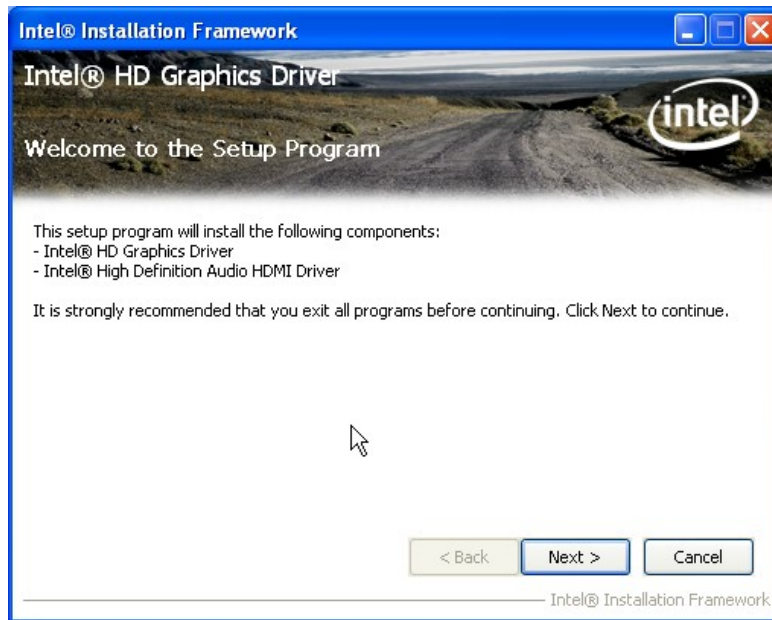 Intel® Installation Framework
Intel® HD Graphics Driver
intel
Welcome to the Setup Program
This setup program will install the following components:
- Intel® HD Graphics Driver
- Intel® High Definition Audio HDMI Driver
It is strongly recommended that you exit all programs before continuing. Click Next to continue.
< Back Next > Cancel
Intel® Installation Framework